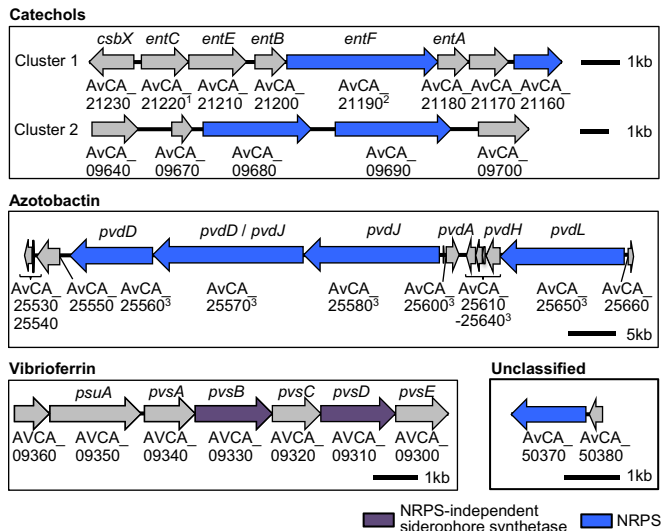 Catechols
csbX entC entE entB entF entA
Cluster 1
1kb
AvCA_ AvCA_ AvCA_ AvCA_ AvCA_ AvCA_ AvCA_ AvCA_
21230 21220¹ 21210 21200 21190² 21180 21170 21160
Cluster 2
1kb
AvCA_ AvCA_ AvCA_ AvCA_ AvCA_
09640 09670 09680 09690 09700
Azotobactin
pvdD pvdD / pvdJ pvdJ pvdA pvdH pvdL
AvCA_ AvCA_ AvCA_ AvCA_ AvCA_ AvCA_ AvCA_ AvCA_ AvCA_
25530 25550 25560³ 25570³ 25580³ 25600³ 25610 25650³ 25660
25540 -25640³
5kb
Vibrioferrin
psuA pvsA pvsB pvsC pvsD pvsE
AVCA_ AVCA_ AVCA_ AVCA_ AVCA_ AVCA_ AVCA_
09360 09350 09340 09330 09320 09310 09300
1kb
Unclassified
AvCA_ AvCA_
50370 50380
1kb
NRPS-independent
siderophore synthetase
NRPS